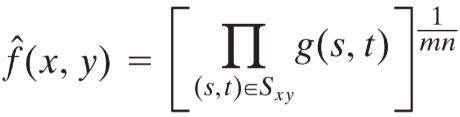 f̂(x, y) = [ ∏_{(s,t)∈S_{xy}} g(s, t) ]^{1/mn}